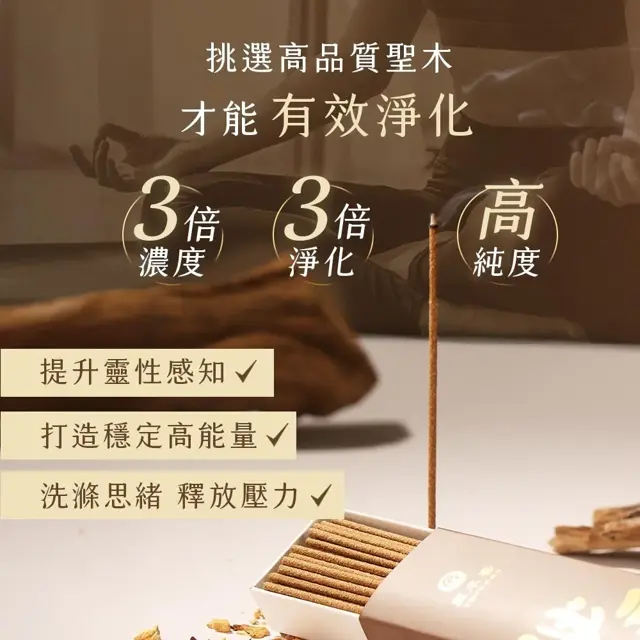 挑選高品質聖木
才能有效淨化
3倍
濃度
3倍
淨化
高
純度
提升靈性感知✓
打造穩定高能量✓
洗滌思緒 釋放壓力✓